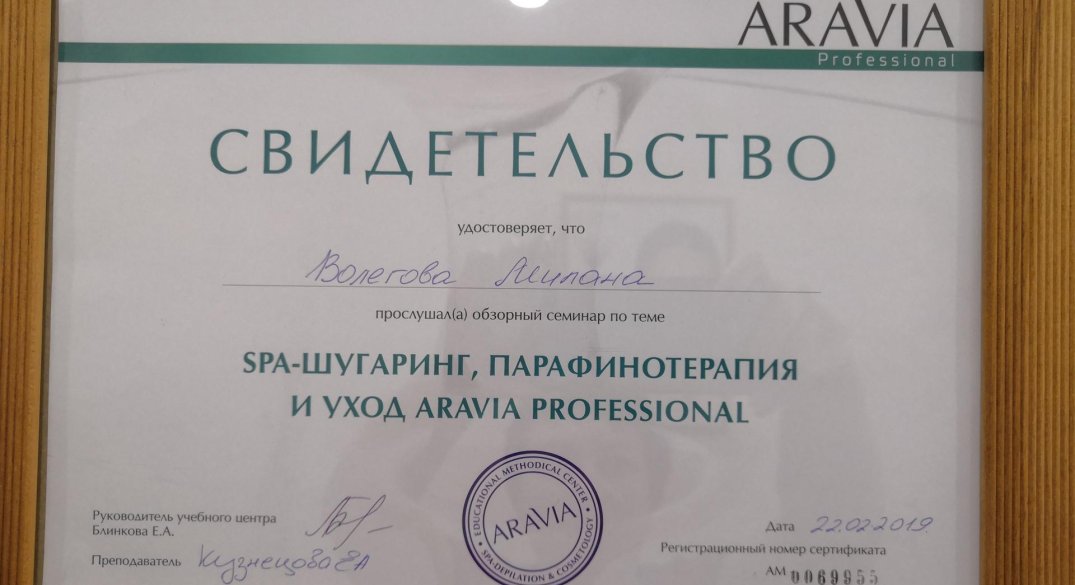 ARAVIA
Professional
СВИДЕТЕЛЬСТВО
удостоверяет, что
Волегова Милана
прослушал(а) обзорный семинар по теме
SPA-ШУГАРИНГ, ПАРАФИНОТЕРАПИЯ
И УХОД ARAVIA PROFESSIONAL
Руководитель учебного центра
Блинкова Е.А.
Преподаватель Кузнецова ЕА
EDUCATIONAL METHODICAL CENTER
ARAVIA
SPA-DEPILATION & COSMETOLOGY
Дата 22.02.2019
Регистрационный номер сертификата
АМ 0069955